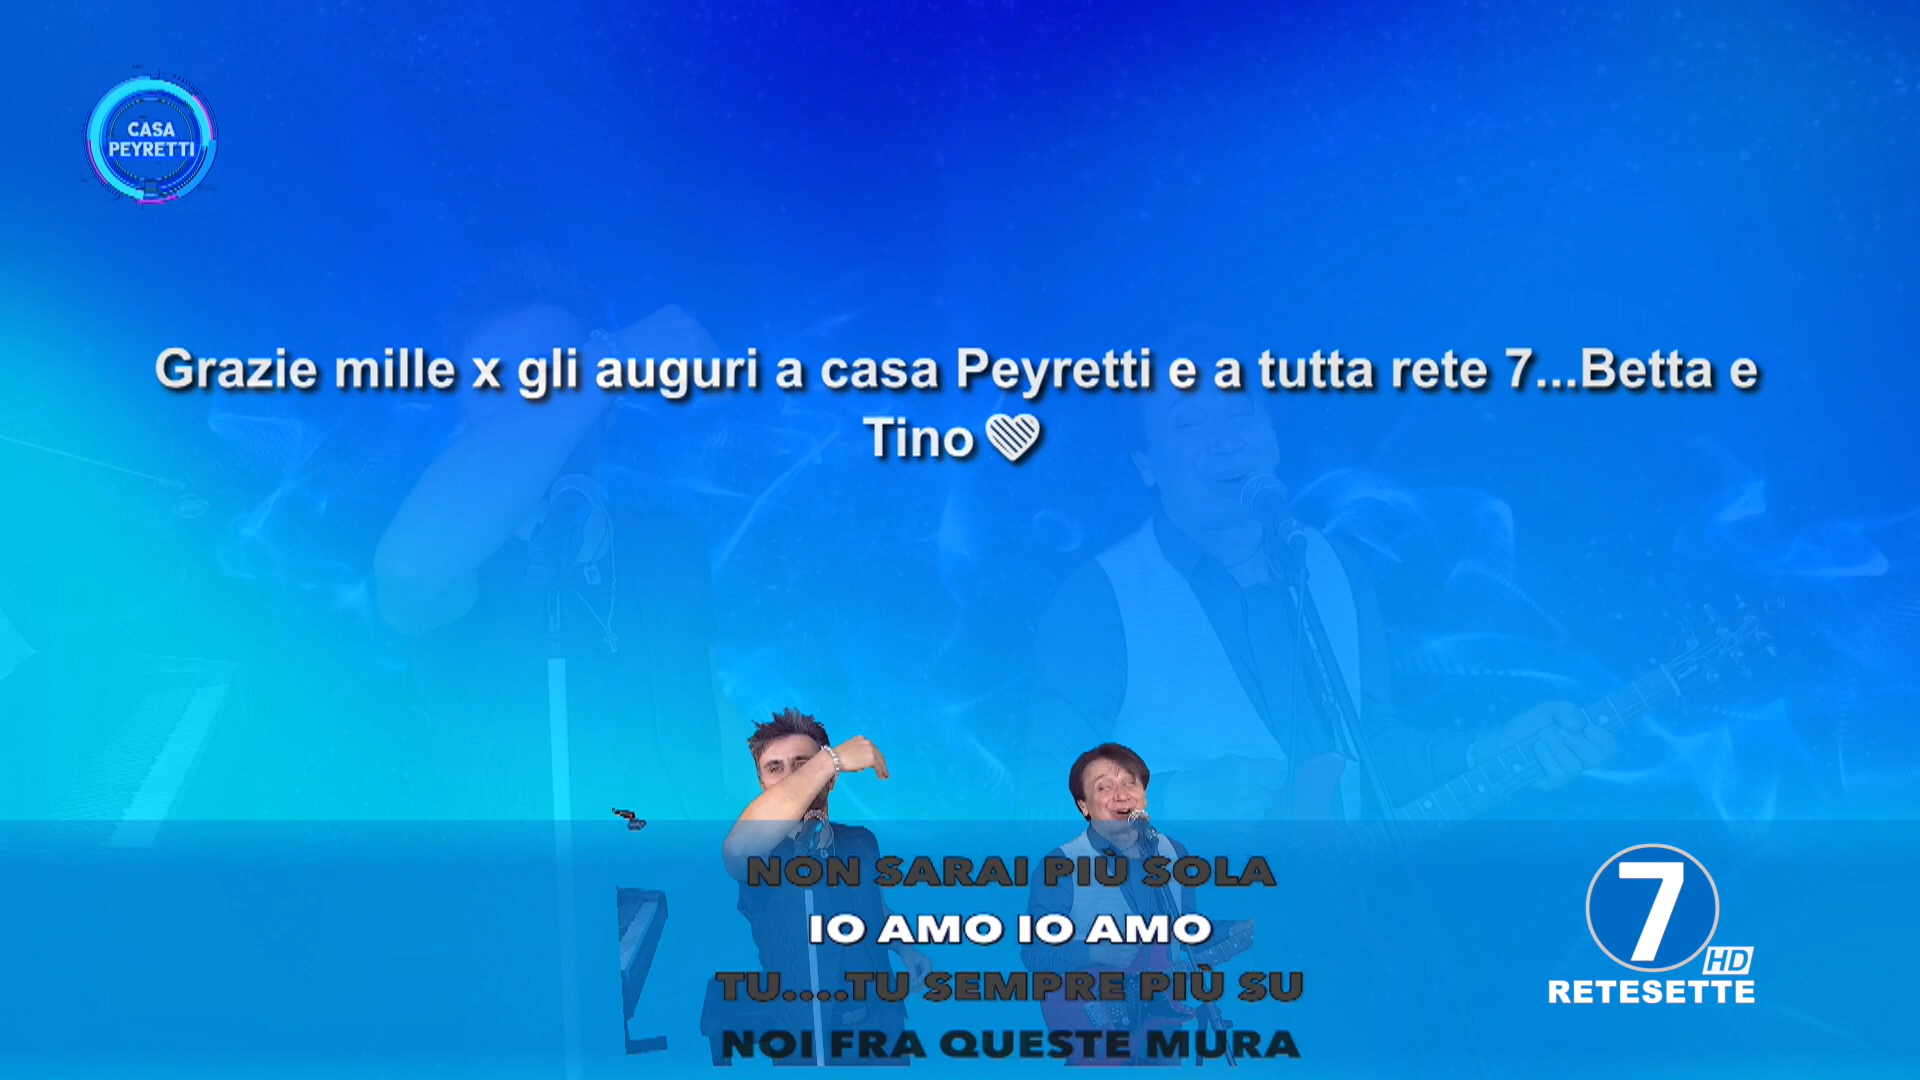 CASA
PEYRETTI
Grazie mille x gli auguri a casa Peyretti e a tutta rete 7...Betta e
Tino
NON SARAI PIÙ SOLA
IO AMO IO AMO
TU....TU SEMPRE PIÙ SU
NOI FRA QUESTE MURA
7
HD
RETESETTE